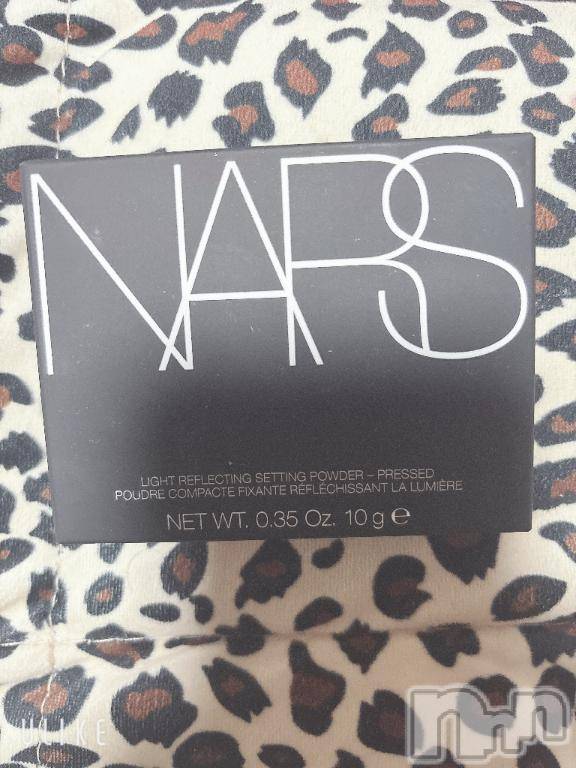 NARS
LIGHT REFLECTING SETTING POWDER – PRESSED
POUDRE COMPACTE FIXANTE RÉFLÉCHISSANT LA LUMIÈRE
NET WT. 0.35 Oz. 10 g ℮
ULIKE